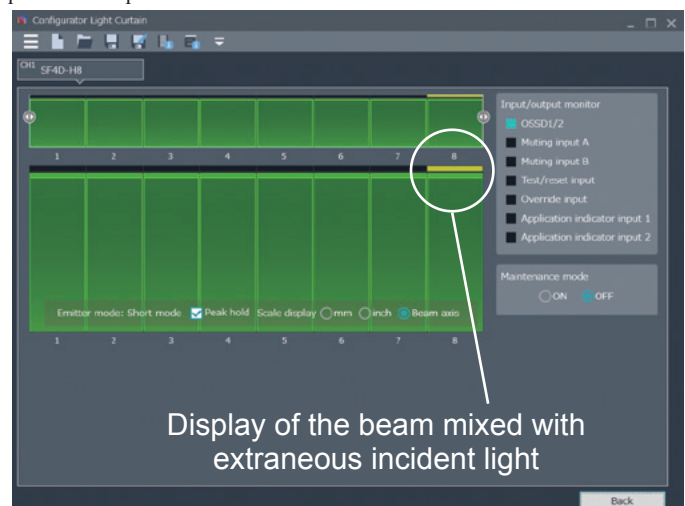 Configurator Light Curtain
CH1 SF4D-H8
1 2 3 4 5 6 7 8
Emitter mode: Short mode Peak hold Scale display mm inch Beam axis
1 2 3 4 5 6 7 8
Input/output monitor
OSSD1/2
Muting input A
Muting input B
Test/reset input
Override input
Application indicator input 1
Application indicator input 2
Maintenance mode
ON OFF
Display of the beam mixed with
extraneous incident light
Back